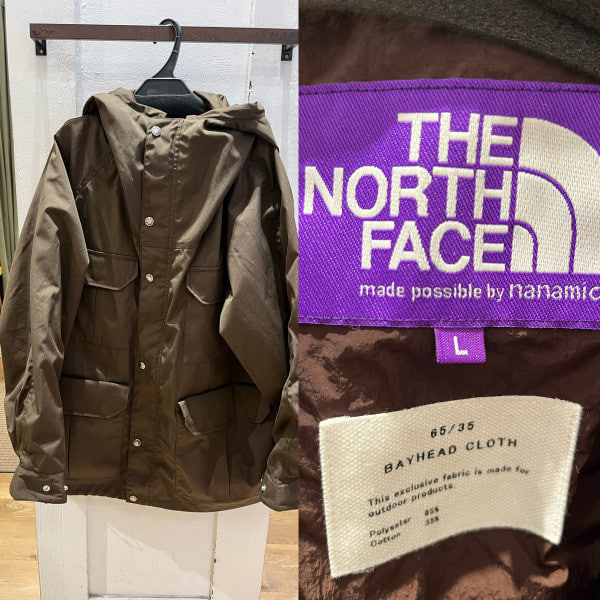 THE
NORTH
FACE
made possible by nanamic
L
65/35
BAYHEAD CLOTH
This exclusive fabric is made for
outdoor products.
Polyester 65%
Cotton 35%